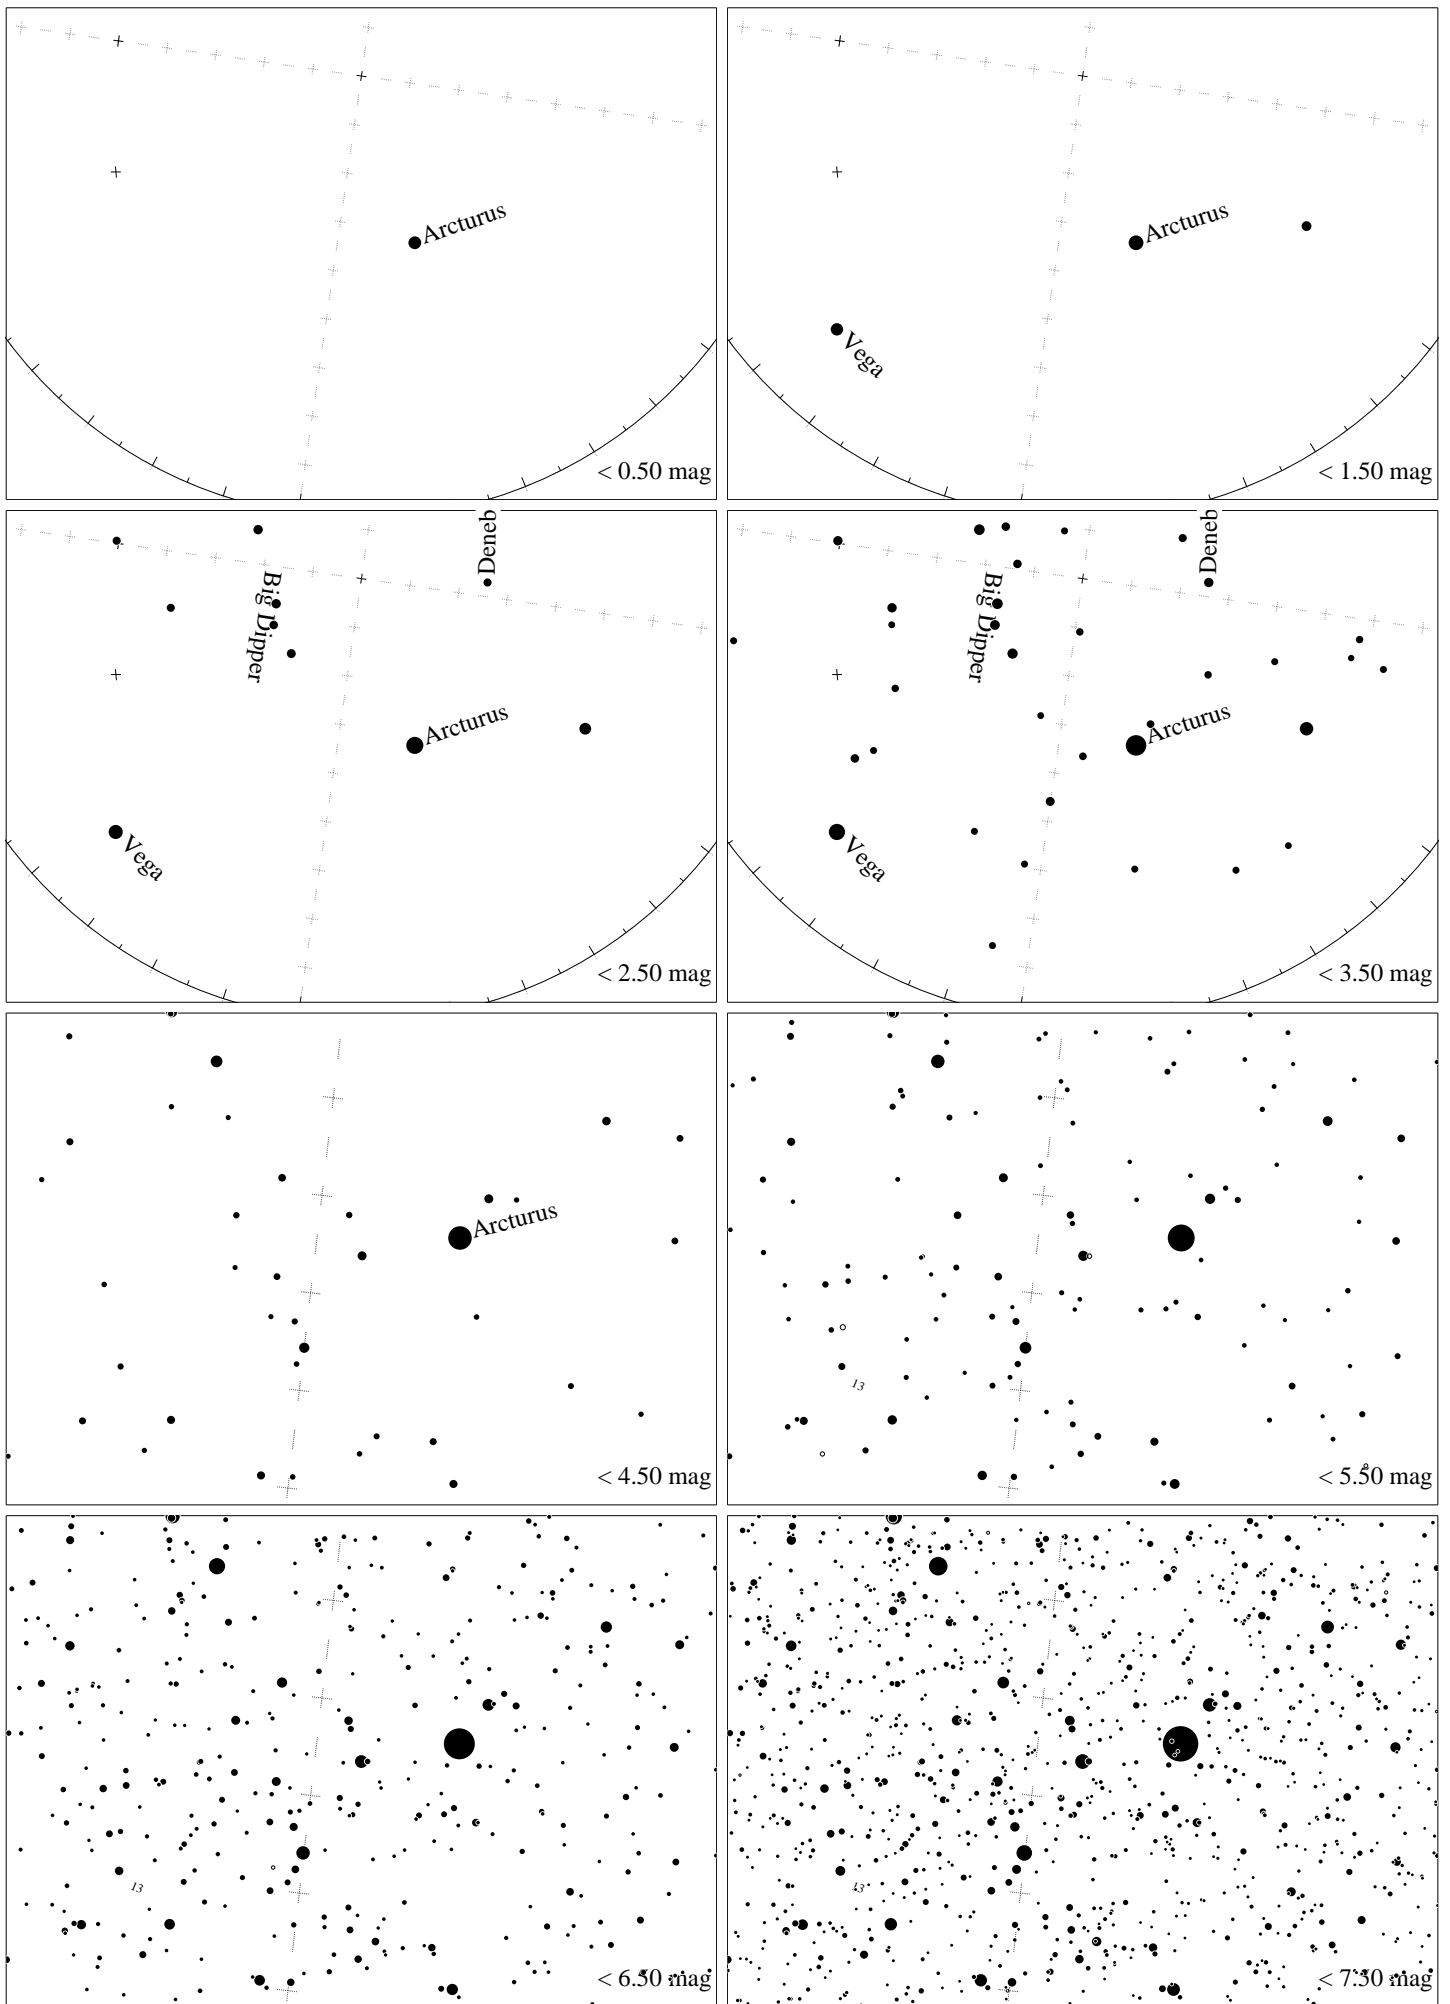 Arcturus
< 0.50 mag
Arcturus
Vega
< 1.50 mag
Deneb
Big Dipper
Arcturus
Vega
< 2.50 mag
Deneb
Big Dipper
Arcturus
Vega
< 3.50 mag
Arcturus
< 4.50 mag
13
< 5.50 mag
13
< 6.50 mag
13
< 7.50 mag